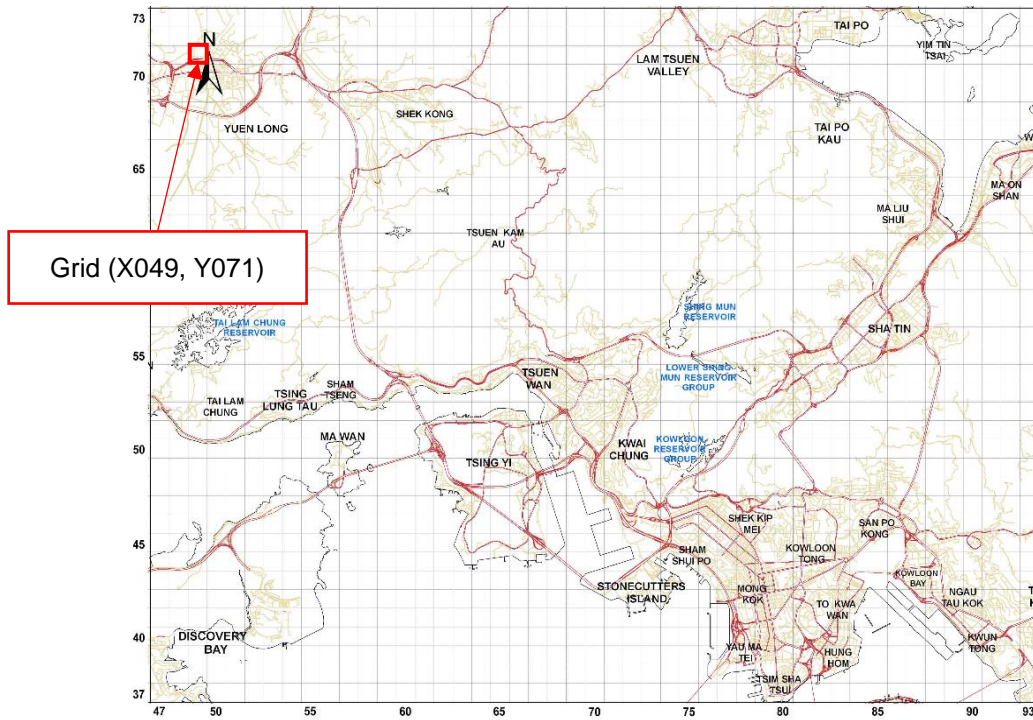 73
TAI PO
YIM TIN
TSAI
N
LAM TSUEN
VALLEY
70
SHEK KONG
YUEN LONG
TAI PO
KAU
W
65
MA ON
SHAN
MA LIU
SHUI
TSUEN KAM
AU
Grid (X049, Y071)
SHING MUN
RESERVOIR
TAI LAM CHUNG
RESERVOIR
SHA TIN
55
TSUEN
WAN
LOWER SHING
MUN RESERVOIR
GROUP
SHAM
TSENG
TSING
LUNG TAU
TAI LAM
CHUNG
MA WAN
KOWLOON
RESERVOIR
GROUP
KWAI
CHUNG
50
TSING YI
SHEK KIP
MEI
SAN PO
KONG
45
SHAM
SHUI PO
KOWLOON
TONG
KOWLOON
BAY
STONECUTTERS
ISLAND
MONG
KOK
NGAU
TAU KOK
T
TO KWA
WAN
40
DISCOVERY
BAY
KWUN
TONG
YAU MA
TEI
HUNG
HOM
TSIM SHA
TSUI
37
47 50 55 60 65 70 75 80 85 90 93